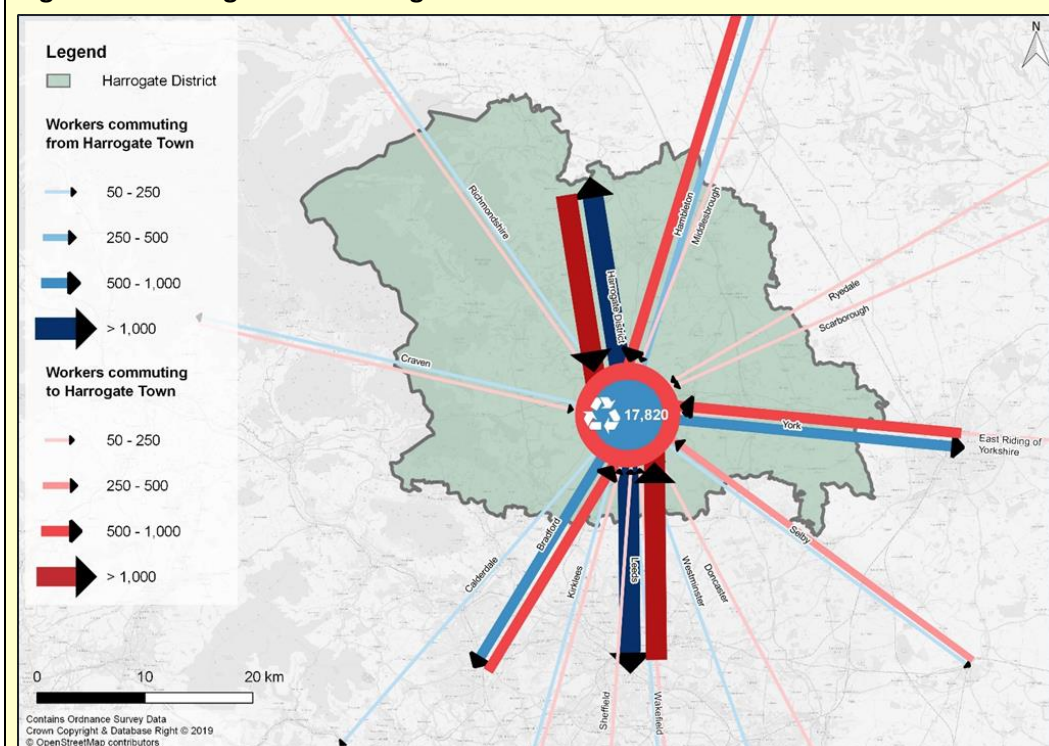 N
Legend
Harrogate District
Workers commuting
from Harrogate Town
50 - 250
250 - 500
500 - 1,000
> 1,000
Workers commuting
to Harrogate Town
50 - 250
250 - 500
500 - 1,000
> 1,000
Richmondshire
Hambleton
Middlesbrough
Harrogate District
Ryedale
Scarborough
Craven
17,820
York
East Riding of
Yorkshire
Selby
Bradford
Calderdale
Kirklees
Leeds
Westminster
Doncaster
Sheffield
Wakefield
0 10 20 km
Contains Ordnance Survey Data
Crown Copyright & Database Right © 2019
© OpenStreetMap contributors